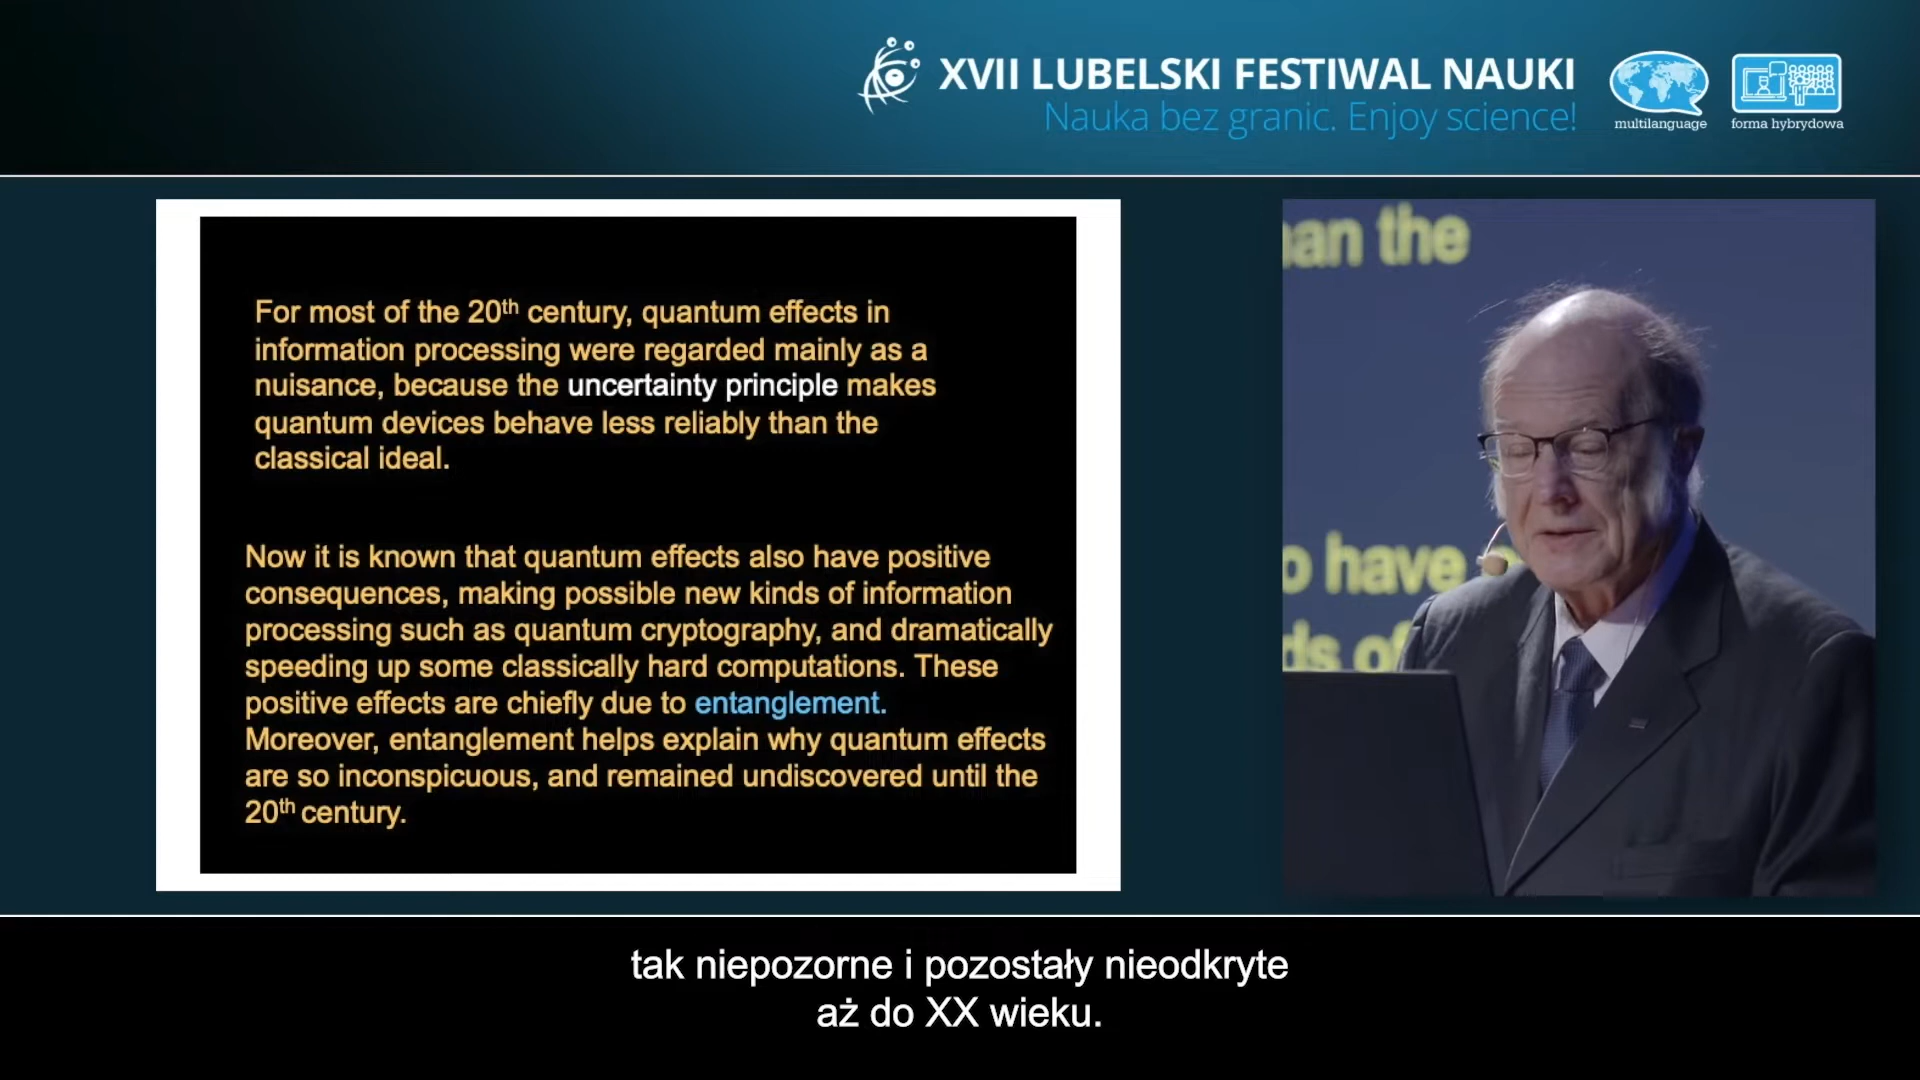 XVII LUBELSKI FESTIWAL NAUKI
Nauka bez granic. Enjoy science!
multilanguage
forma hybrydowa
For most of the 20th century, quantum effects in
information processing were regarded mainly as a
nuisance, because the uncertainty principle makes
quantum devices behave less reliably than the
classical ideal.
Now it is known that quantum effects also have positive
consequences, making possible new kinds of information
processing such as quantum cryptography, and dramatically
speeding up some classically hard computations. These
positive effects are chiefly due to entanglement.
Moreover, entanglement helps explain why quantum effects
are so inconspicuous, and remained undiscovered until the
20th century.
an the
o have
ds of
tak niepozorne i pozostały nieodkryte
aż do XX wieku.